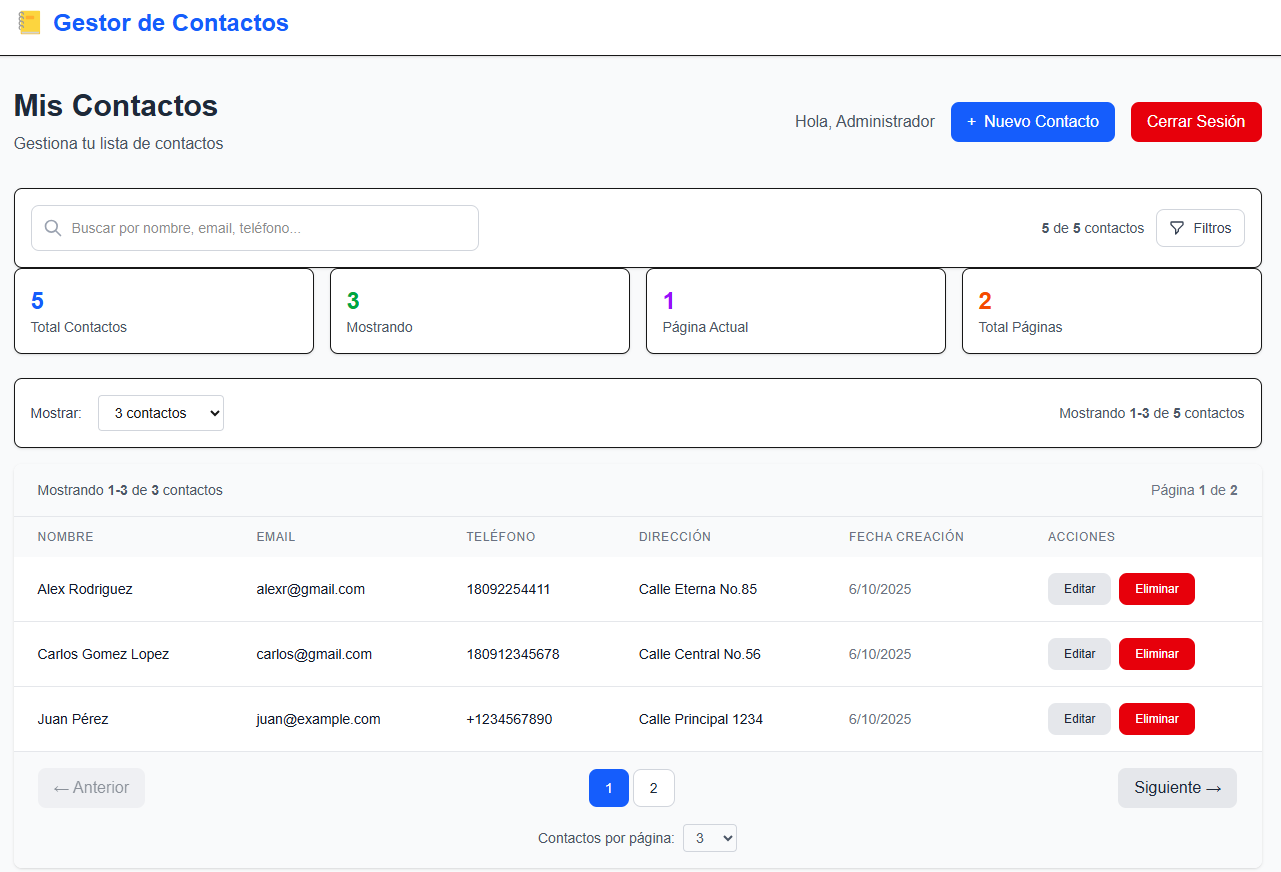 Gestor de Contactos
Mis Contactos
Gestiona tu lista de contactos
Hola, Administrador
+ Nuevo Contacto
Cerrar Sesión
Buscar por nombre, email, teléfono...
5 de 5 contactos
Filtros
5
Total Contactos
3
Mostrando
1
Página Actual
2
Total Páginas
Mostrar:
3 contactos
Mostrando 1-3 de 5 contactos
Mostrando 1-3 de 3 contactos
Página 1 de 2
NOMBRE EMAIL TELÉFONO DIRECCIÓN FECHA CREACIÓN ACCIONES
Alex Rodriguez alexr@gmail.com 18092254411 Calle Eterna No.85 6/10/2025 Editar Eliminar
Carlos Gomez Lopez carlos@gmail.com 180912345678 Calle Central No.56 6/10/2025 Editar Eliminar
Juan Pérez juan@example.com +1234567890 Calle Principal 1234 6/10/2025 Editar Eliminar
← Anterior 1 2 Siguiente →
Contactos por página: 3